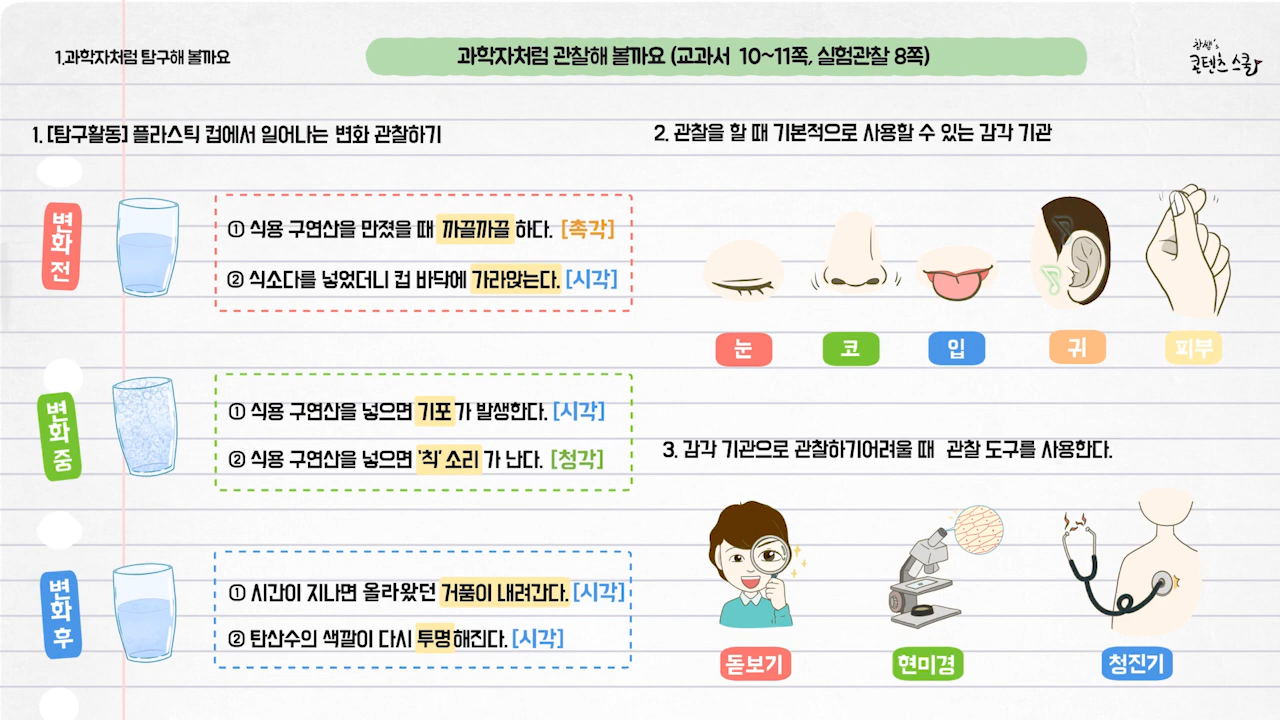 1.과학자처럼 탐구해 볼까요
과학자처럼 관찰해 볼까요 (교과서 10~11쪽, 실험관찰 8쪽)
참쌤's
콘텐츠 스쿨
1. [탐구활동] 플라스틱 컵에서 일어나는 변화 관찰하기
변화 전
① 식용 구연산을 만졌을 때 까끌까끌 하다. [촉각]
② 식소다를 넣었더니 컵 바닥에 가라앉는다. [시각]
변화 중
① 식용 구연산을 넣으면 기포가 발생한다. [시각]
② 식용 구연산을 넣으면 '칙' 소리 가 난다. [청각]
변화 후
① 시간이 지나면 올라왔던 거품이 내려간다. [시각]
② 탄산수의 색깔이 다시 투명해진다. [시각]
2. 관찰을 할 때 기본적으로 사용할 수 있는 감각 기관
눈
코
입
귀
피부
3. 감각 기관으로 관찰하기어려울 때 관찰 도구를 사용한다.
돋보기
현미경
청진기